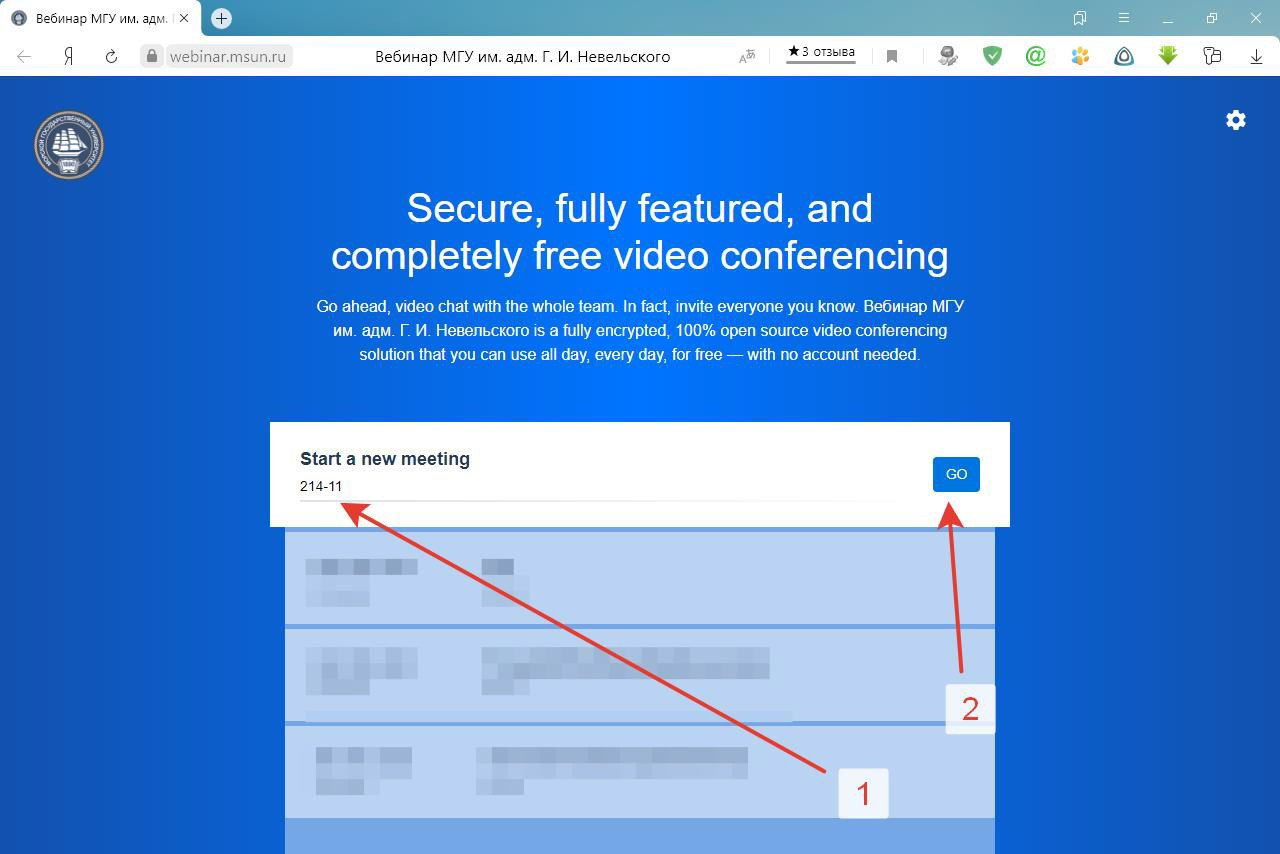 Вебинар МГУ им. адм.
webinar.msun.ru
Вебинар МГУ им. адм. Г. И. Невельского
★3 отзыва
МОРСКОЙ ГОСУДАРСТВЕННЫЙ УНИВЕРСИТЕТ
Secure, fully featured, and
completely free video conferencing
Go ahead, video chat with the whole team. In fact, invite everyone you know. Вебинар МГУ
им. адм. Г. И. Невельского is a fully encrypted, 100% open source video conferencing
solution that you can use all day, every day, for free — with no account needed.
Start a new meeting
214-11
GO
2
1